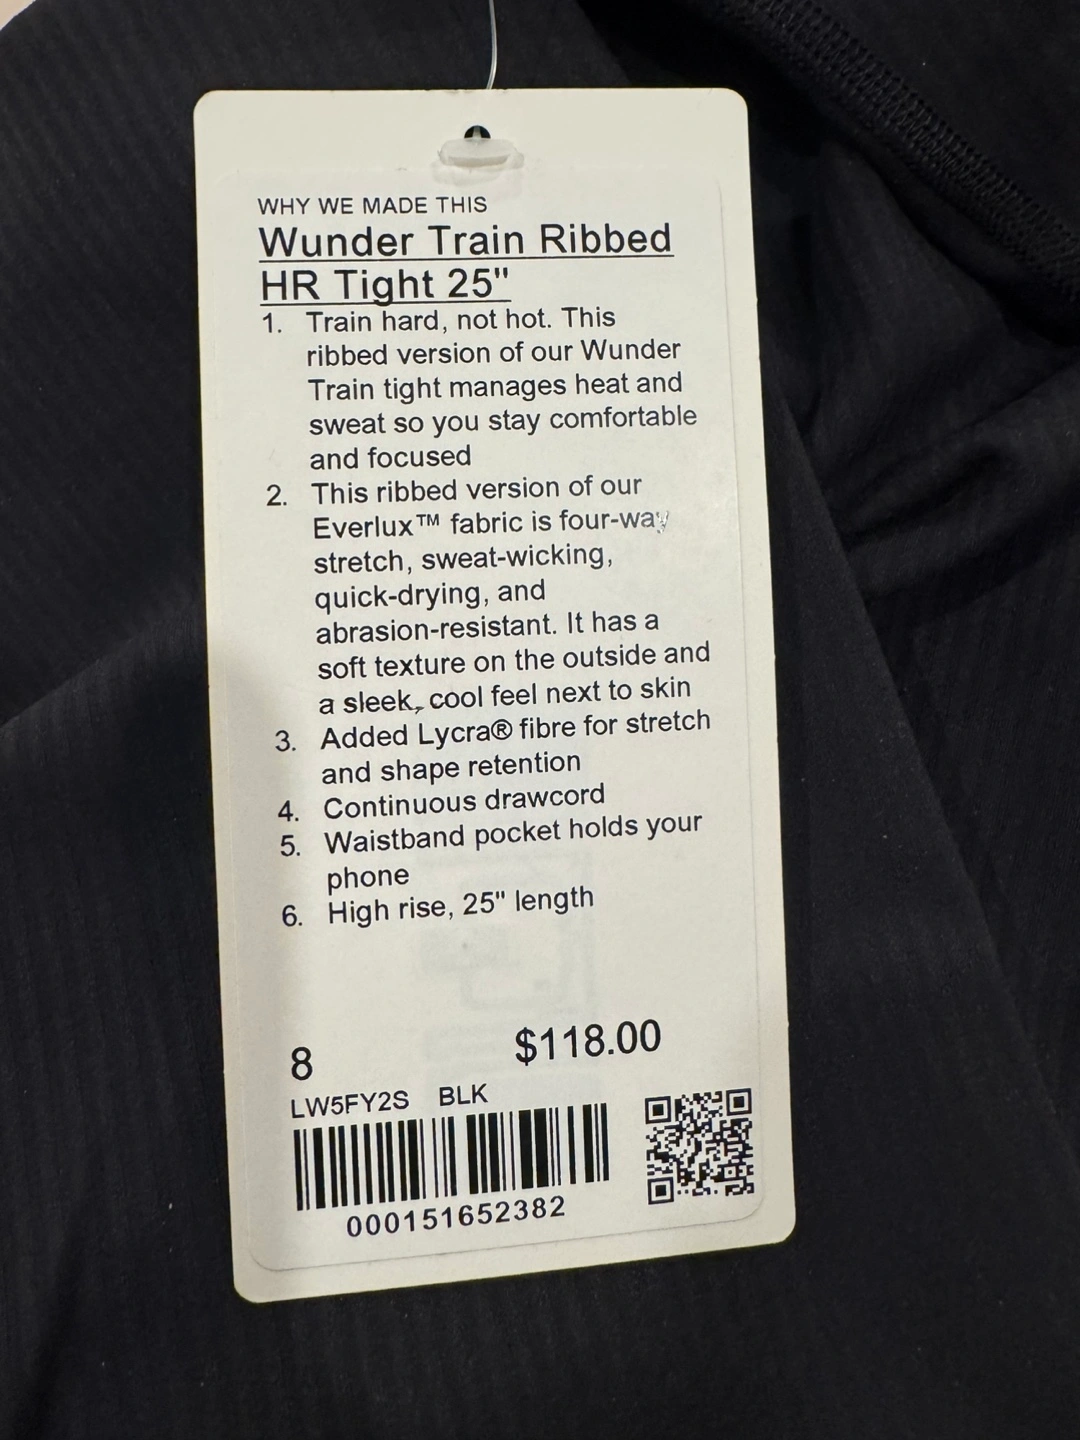 WHY WE MADE THIS
Wunder Train Ribbed
HR Tight 25"
1. Train hard, not hot. This
ribbed version of our Wunder
Train tight manages heat and
sweat so you stay comfortable
and focused
2. This ribbed version of our
Everlux™ fabric is four-way
stretch, sweat-wicking,
quick-drying, and
abrasion-resistant. It has a
soft texture on the outside and
a sleek, cool feel next to skin
3. Added Lycra® fibre for stretch
and shape retention
4. Continuous drawcord
5. Waistband pocket holds your
phone
6. High rise, 25" length
8 $118.00
LW5FY2S BLK
000151652382